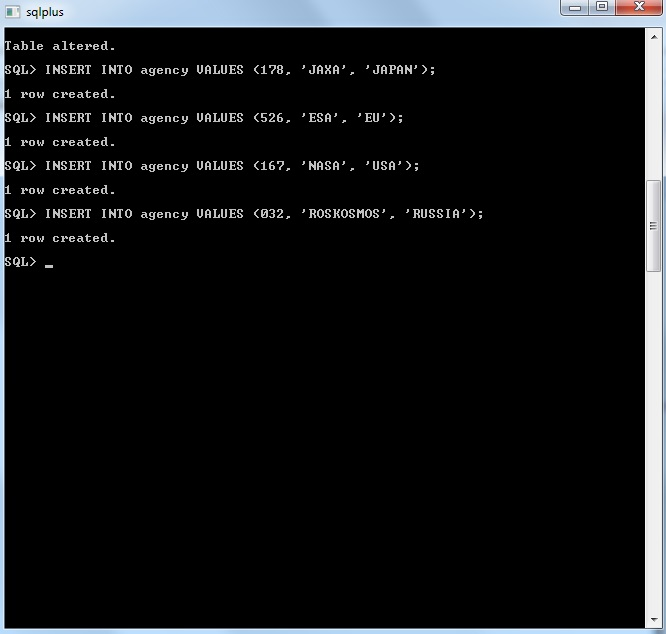 sqlplus
Table altered.
SQL> INSERT INTO agency VALUES (178, 'JAXA', 'JAPAN');
1 row created.
SQL> INSERT INTO agency VALUES (526, 'ESA', 'EU');
1 row created.
SQL> INSERT INTO agency VALUES (167, 'NASA', 'USA');
1 row created.
SQL> INSERT INTO agency VALUES (032, 'ROSKOSMOS', 'RUSSIA');
1 row created.
SQL> _